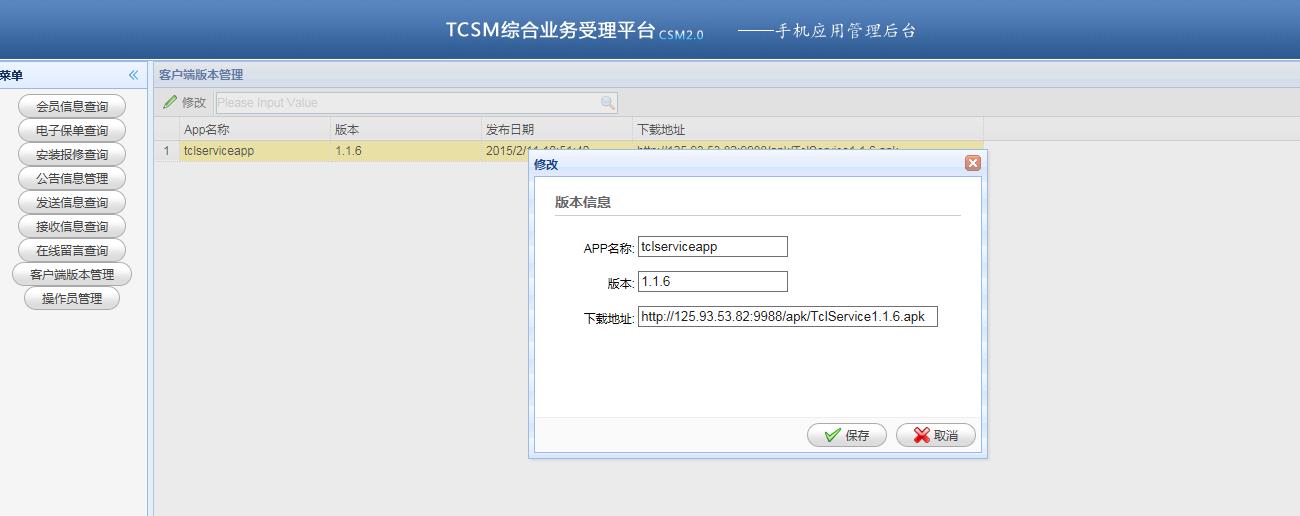 TCSM综合业务受理平台 CSM2.0 ——手机应用管理后台
菜单
会员信息查询
电子保单查询
安装报修查询
公告信息管理
发送信息查询
接收信息查询
在线留言查询
客户端版本管理
操作员管理
客户端版本管理
修改 Please Input Value
App名称 版本 发布日期 下载地址
1 tclserviceapp 1.1.6
修改
版本信息
APP名称: tclserviceapp
版本: 1.1.6
下载地址: http://125.93.53.82:9988/apk/TclService1.1.6.apk
保存 取消